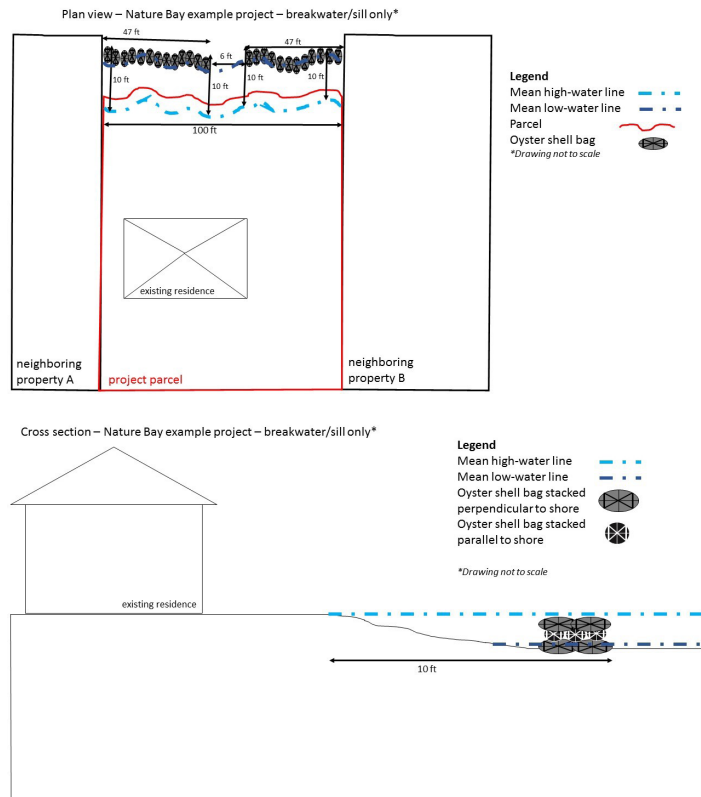 Plan view – Nature Bay example project – breakwater/sill only*
47 ft
47 ft
6 ft
10 ft
10 ft
10 ft
10 ft
100 ft
Legend
Mean high-water line
Mean low-water line
Parcel
Oyster shell bag
*Drawing not to scale
existing residence
neighboring
property A
project parcel
neighboring
property B
Cross section – Nature Bay example project – breakwater/sill only*
Legend
Mean high-water line
Mean low-water line
Oyster shell bag stacked
perpendicular to shore
Oyster shell bag stacked
parallel to shore
*Drawing not to scale
existing residence
10 ft